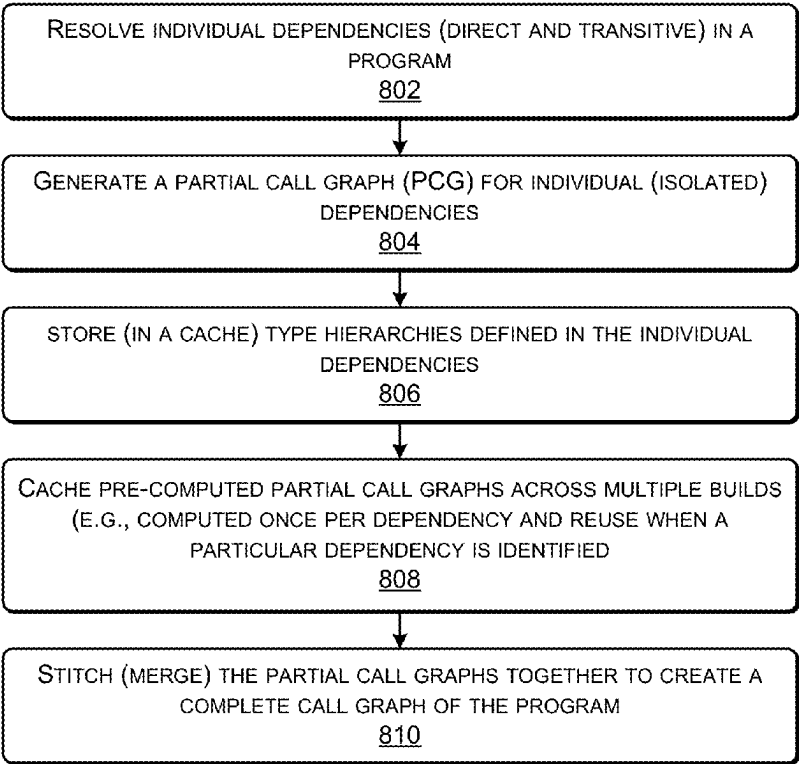 RESOLVE INDIVIDUAL DEPENDENCIES (DIRECT AND TRANSITIVE) IN A
PROGRAM
802
GENERATE A PARTIAL CALL GRAPH (PCG) FOR INDIVIDUAL (ISOLATED)
DEPENDENCIES
804
STORE (IN A CACHE) TYPE HIERARCHIES DEFINED IN THE INDIVIDUAL
DEPENDENCIES
806
CACHE PRE-COMPUTED PARTIAL CALL GRAPHS ACROSS MULTIPLE BUILDS
(E.G., COMPUTED ONCE PER DEPENDENCY AND REUSE WHEN A
PARTICULAR DEPENDENCY IS IDENTIFIED
808
STITCH (MERGE) THE PARTIAL CALL GRAPHS TOGETHER TO CREATE A
COMPLETE CALL GRAPH OF THE PROGRAM
810